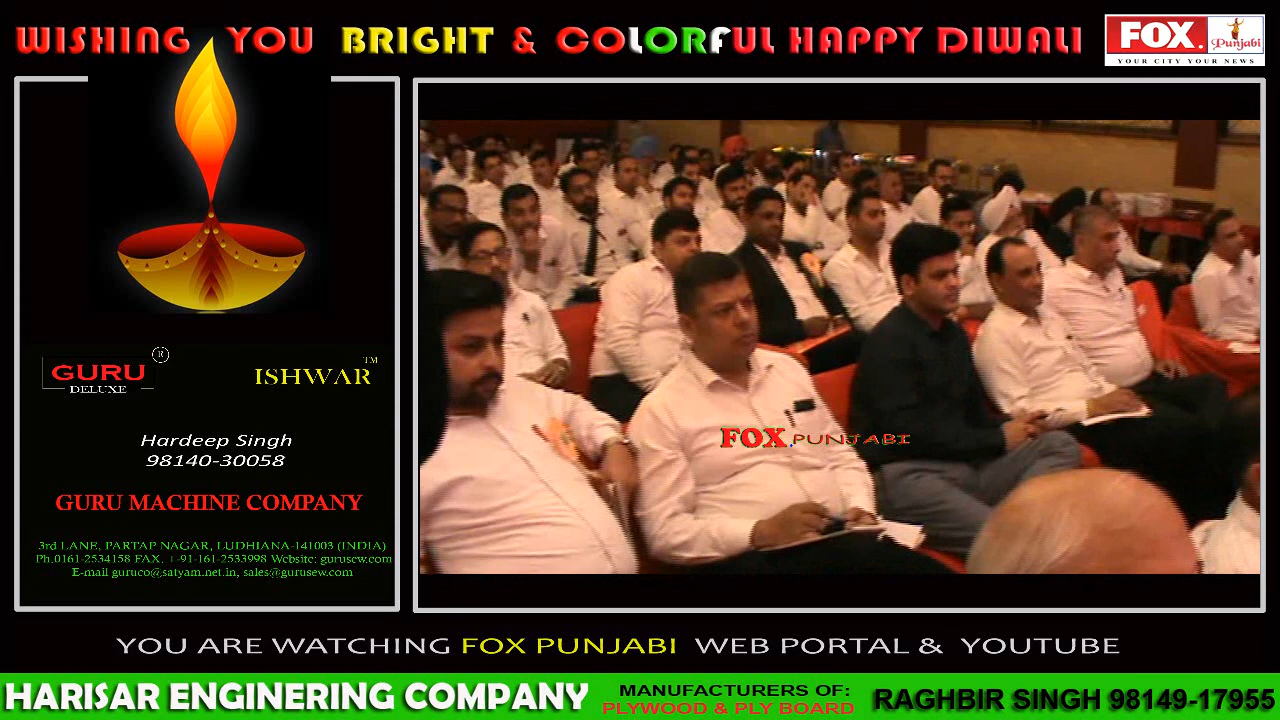 WISHING YOU BRIGHT & COLORFUL HAPPY DIWALI
FOX. Punjabi
YOUR CITY YOUR NEWS
GURU ®
DELUXE
ISHWAR TM
Hardeep Singh
98140-30058
GURU MACHINE COMPANY
3rd LANE, PARTAP NAGAR, LUDHIANA-141003 (INDIA)
Ph.0161-2534158 FAX. +-91-161-2533998 Website: gurusew.com
E-mail guruco@satyam.net.in, sales@gurusew.com
FOX.PUNJABI
YOU ARE WATCHING FOX PUNJABI WEB PORTAL & YOUTUBE
HARISAR ENGINERING COMPANY
MANUFACTURERS OF:
PLYWOOD & PLY BOARD
RAGHBIR SINGH 98149-17955